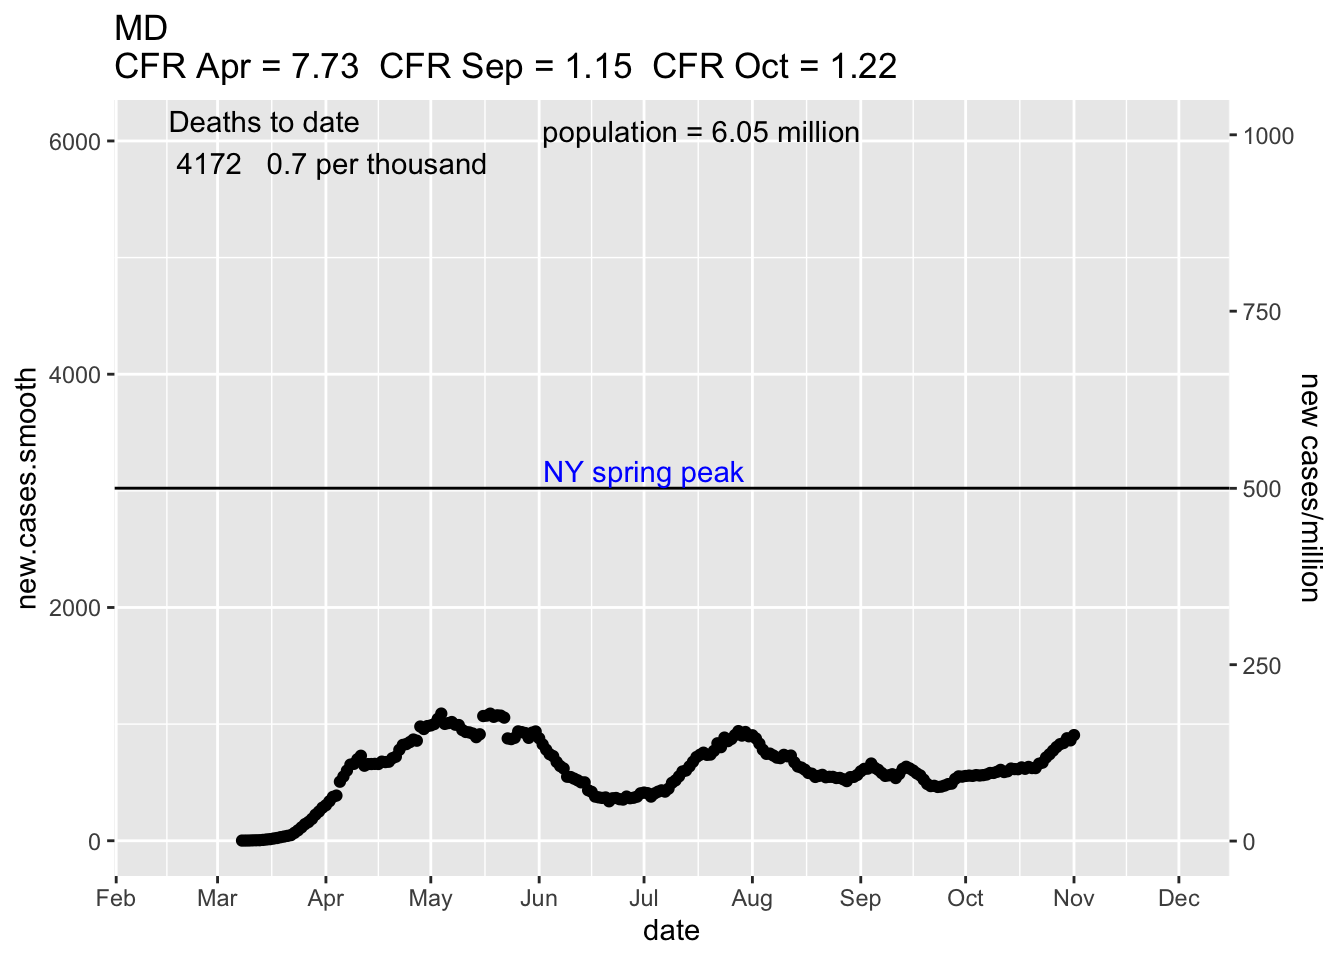 MD
CFR Apr = 7.73  CFR Sep = 1.15  CFR Oct = 1.22
Deaths to date
4172   0.7 per thousand
population = 6.05 million
NY spring peak
6000
4000
2000
0
new.cases.smooth
1000
750
500
250
0
new cases/million
Feb Mar Apr May Jun Jul Aug Sep Oct Nov Dec
date